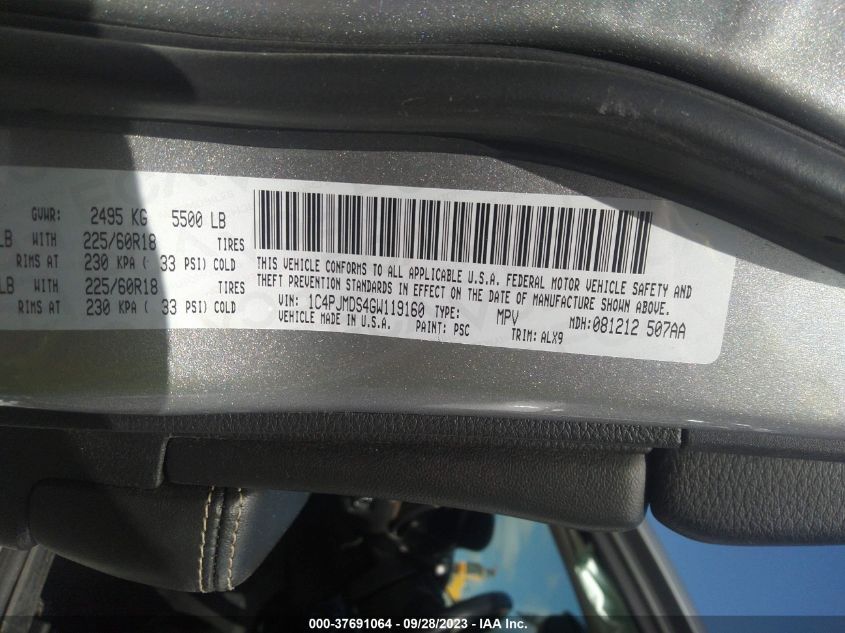 GVWR: 2495 KG 5500 LB
LB WITH 225/60R18 TIRES
RIMS AT 230 KPA ( 33 PSI) COLD
LB WITH 225/60R18 TIRES
RIMS AT 230 KPA ( 33 PSI) COLD
THIS VEHICLE CONFORMS TO ALL APPLICABLE U.S.A. FEDERAL MOTOR VEHICLE SAFETY AND
THEFT PREVENTION STANDARDS IN EFFECT ON THE DATE OF MANUFACTURE SHOWN ABOVE.
VIN: 1C4PJMDS4GW119160 TYPE: MPV MDH:081212 507AA
VEHICLE MADE IN U.S.A. PAINT: PSC TRIM: ALX9
000-37691064 - 09/28/2023 - IAA Inc.